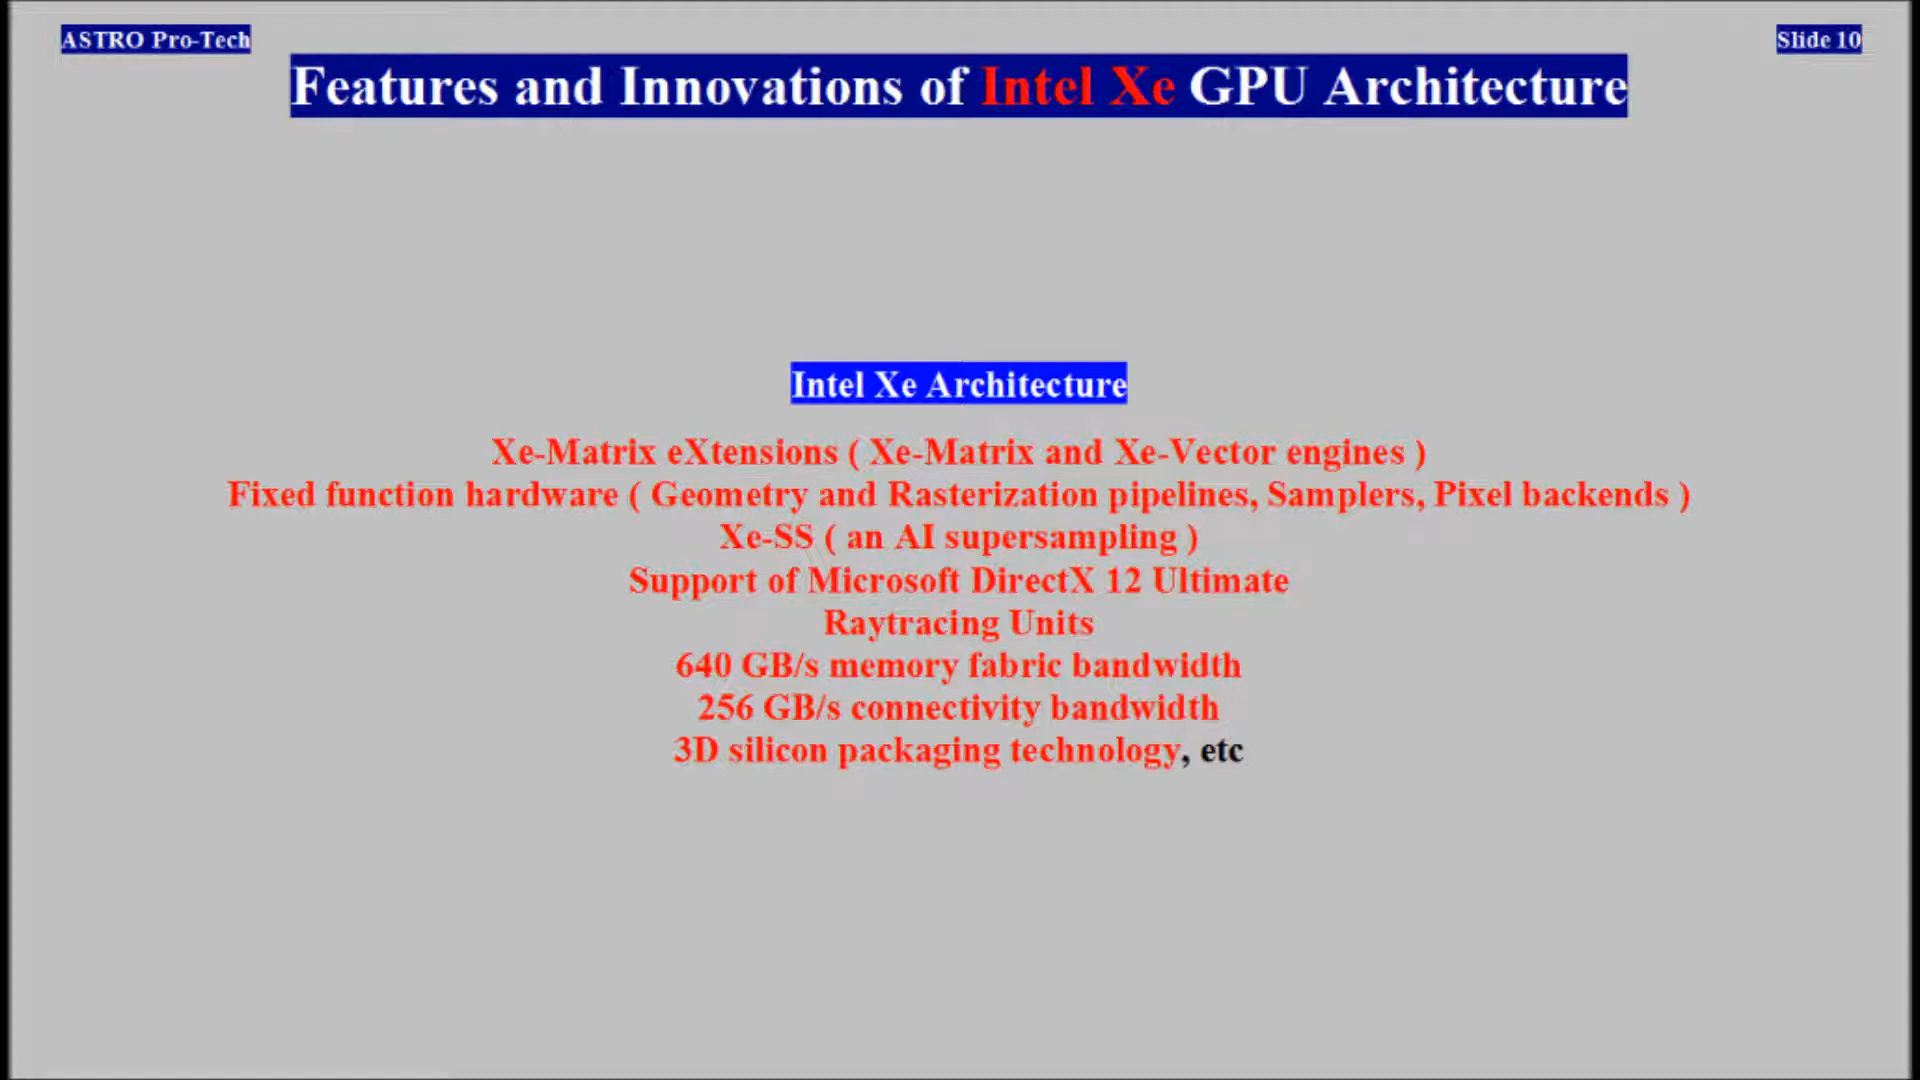 ASTRO Pro-Tech
Slide 10
Features and Innovations of Intel Xe GPU Architecture
Intel Xe Architecture
Xe-Matrix eXtensions ( Xe-Matrix and Xe-Vector engines )
Fixed function hardware ( Geometry and Rasterization pipelines, Samplers, Pixel backends )
Xe-SS ( an AI supersampling )
Support of Microsoft DirectX 12 Ultimate
Raytracing Units
640 GB/s memory fabric bandwidth
256 GB/s connectivity bandwidth
3D silicon packaging technology, etc